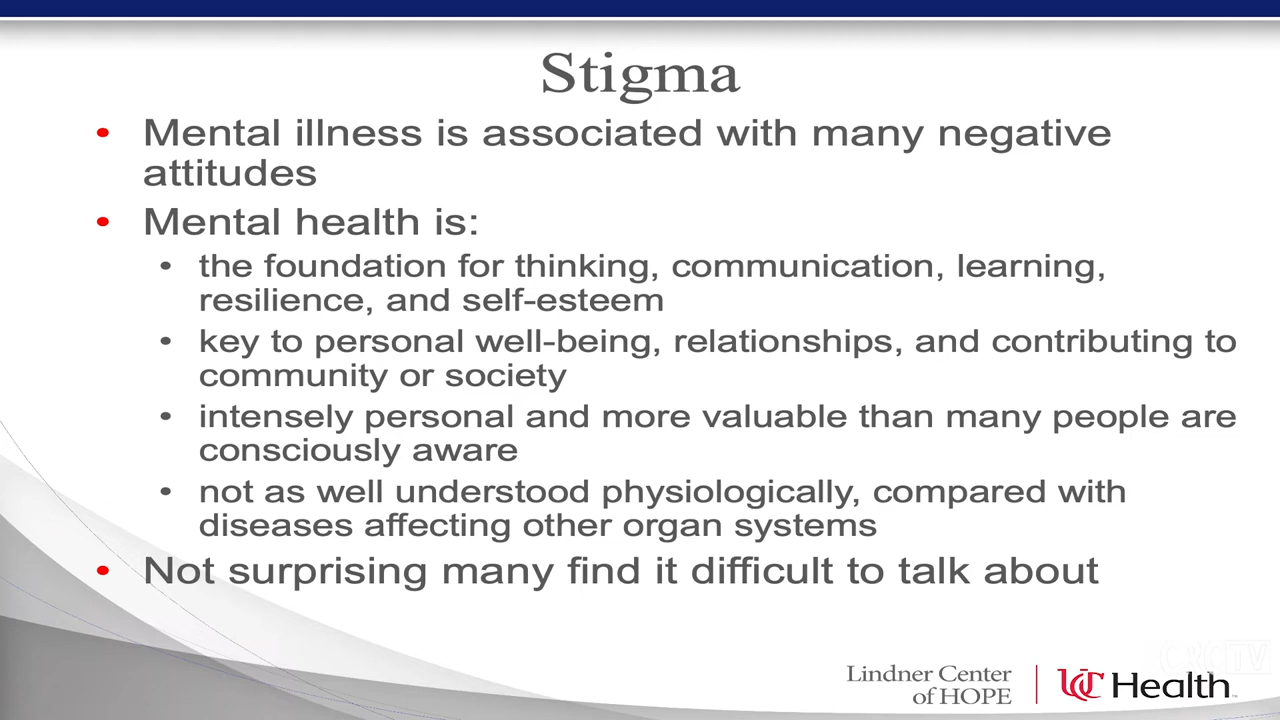 Stigma
• Mental illness is associated with many negative
attitudes
• Mental health is:
• the foundation for thinking, communication, learning,
resilience, and self-esteem
• key to personal well-being, relationships, and contributing to
community or society
• intensely personal and more valuable than many people are
consciously aware
• not as well understood physiologically, compared with
diseases affecting other organ systems
• Not surprising many find it difficult to talk about
CRCTV
Lindner Center
of HOPE
UC Health™